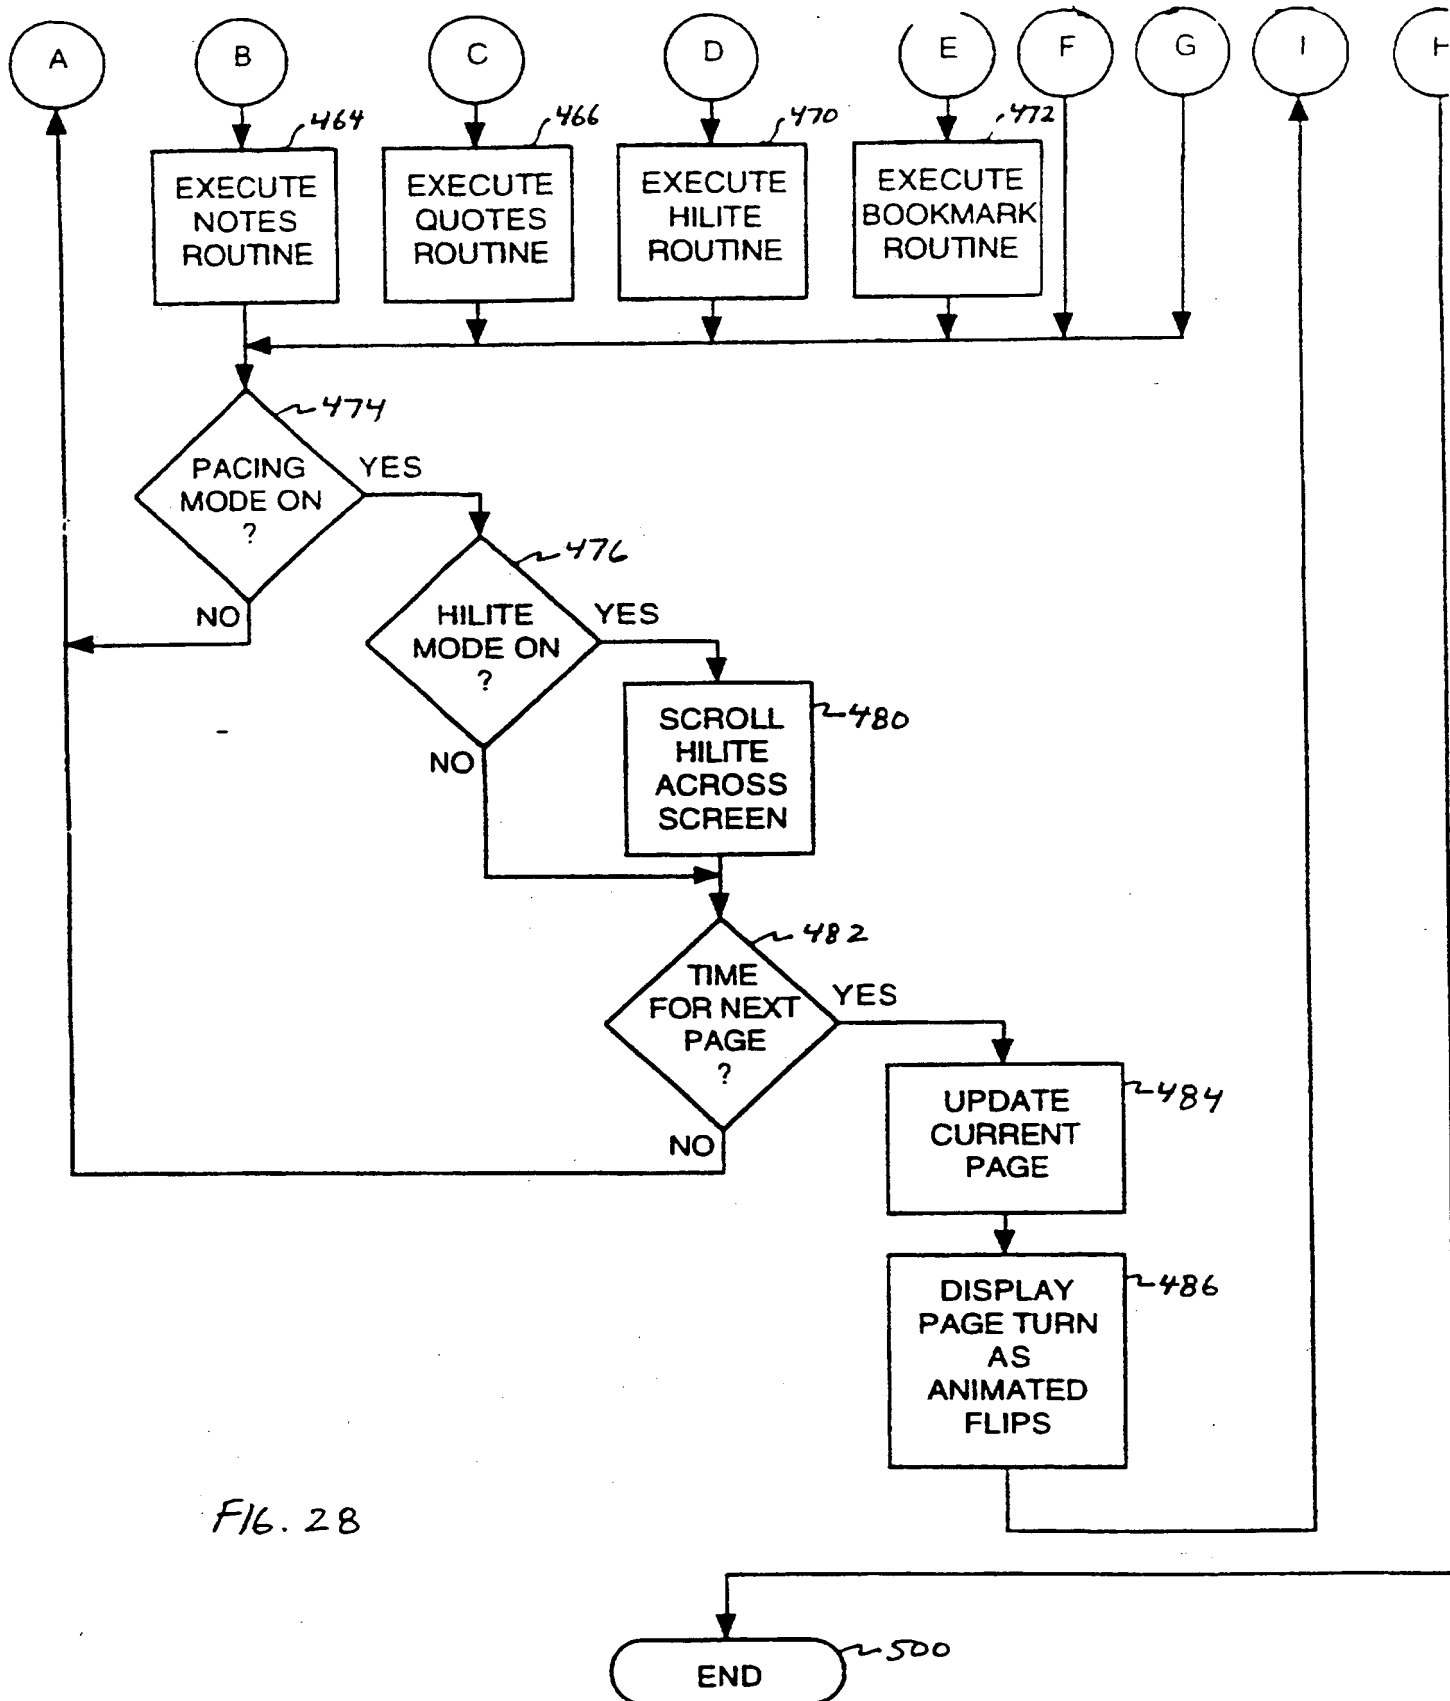 A
B
C
D
E
F
G
I
H
464
466
470
472
EXECUTE
NOTES
ROUTINE
EXECUTE
QUOTES
ROUTINE
EXECUTE
HILITE
ROUTINE
EXECUTE
BOOKMARK
ROUTINE
474
PACING
MODE ON
?
YES
NO
476
HILITE
MODE ON
?
YES
NO
480
SCROLL
HILITE
ACROSS
SCREEN
482
TIME
FOR NEXT
PAGE
?
YES
NO
484
UPDATE
CURRENT
PAGE
486
DISPLAY
PAGE TURN
AS
ANIMATED
FLIPS
FIG. 28
500
END